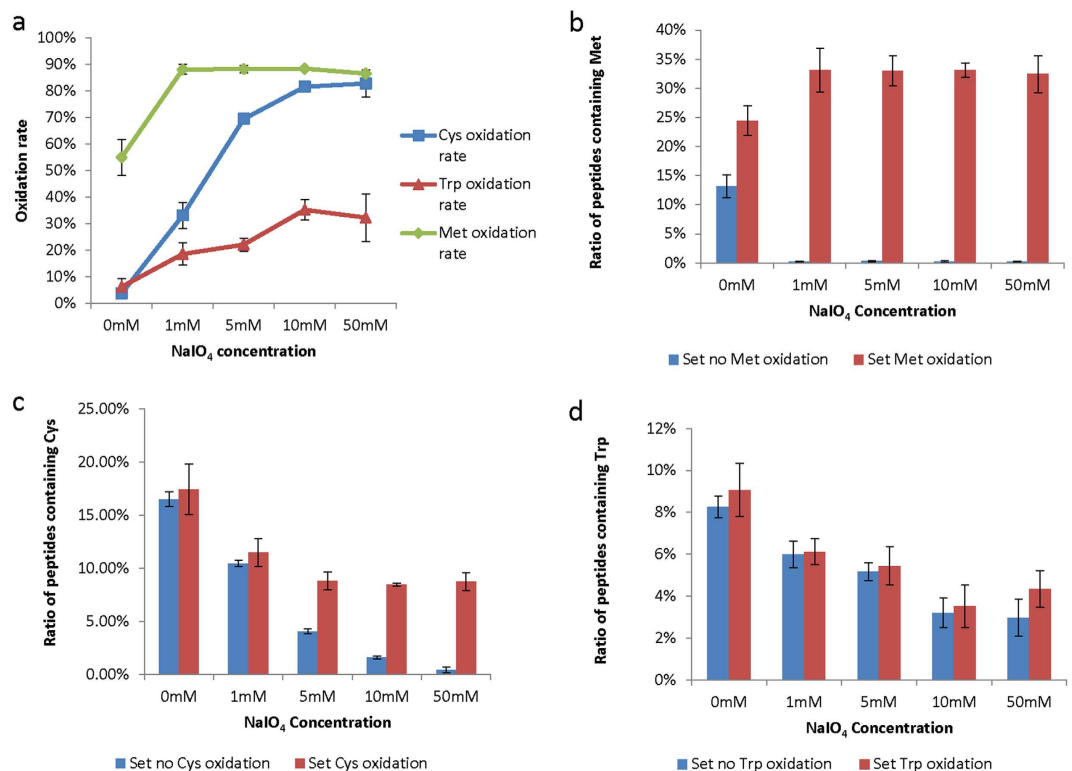 a
100%
90%
80%
70%
60%
50%
40%
30%
20%
10%
0%
Oxidation rate
0mM 1mM 5mM 10mM 50mM
NaIO₄ concentration
Cys oxidation
rate
Trp oxidation
rate
Met oxidation
rate
b
40%
35%
30%
25%
20%
15%
10%
5%
0%
Ratio of peptides containing Met
0mM 1mM 5mM 10mM 50mM
NaIO₄ Concentration
Set no Met oxidation Set Met oxidation
c
25.00%
20.00%
15.00%
10.00%
5.00%
0.00%
Ratio of peptides containing Cys
0mM 1mM 5mM 10mM 50mM
NaIO₄ Concentration
Set no Cys oxidation Set Cys oxidation
d
12%
10%
8%
6%
4%
2%
0%
Ratio of peptides containing Trp
0mM 1mM 5mM 10mM 50mM
NaIO₄ Concentration
Set no Trp oxidation Set Trp oxidation